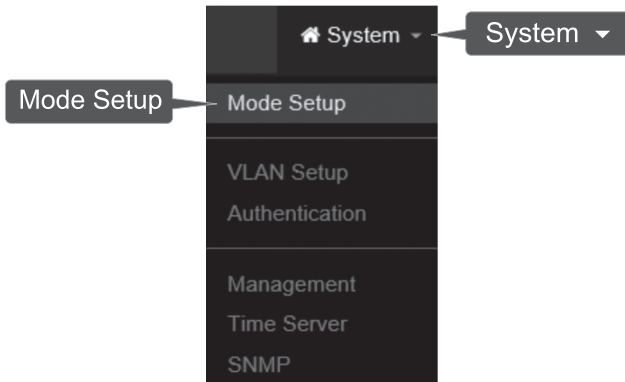 System
System
Mode Setup
Mode Setup
VLAN Setup
Authentication
Management
Time Server
SNMP